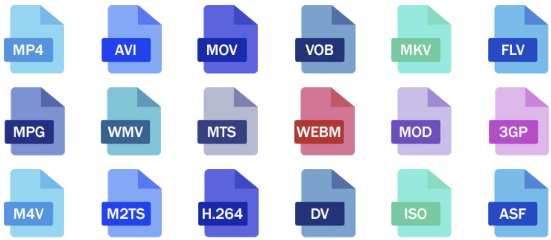 MP4 AVI MOV VOB MKV FLV
MPG WMV MTS WEBM MOD 3GP
M4V M2TS H.264 DV ISO ASF